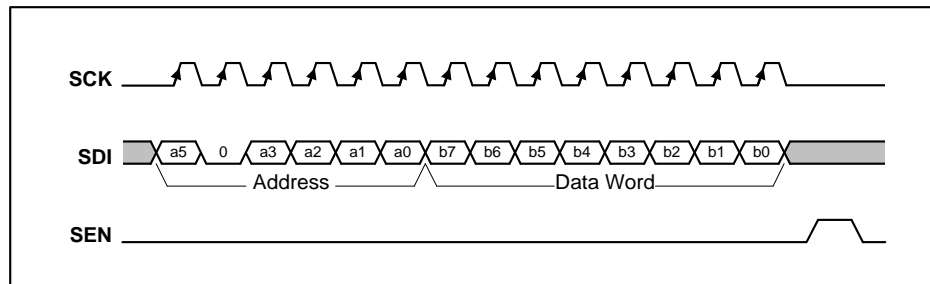 SCK
SDI a5 0 a3 a2 a1 a0 b7 b6 b5 b4 b3 b2 b1 b0
Address Data Word
SEN